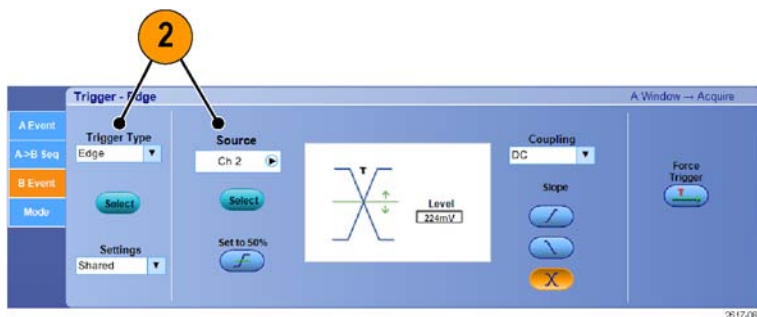 2
Trigger - Edge
A:Window → Acquire
A Event
A->B Seq
B Event
Mode
Trigger Type
Edge
Select
Settings
Shared
Source
Ch 2
Select
Set to 50%
T
Level
224mV
Coupling
DC
Slope
Force
Trigger
T